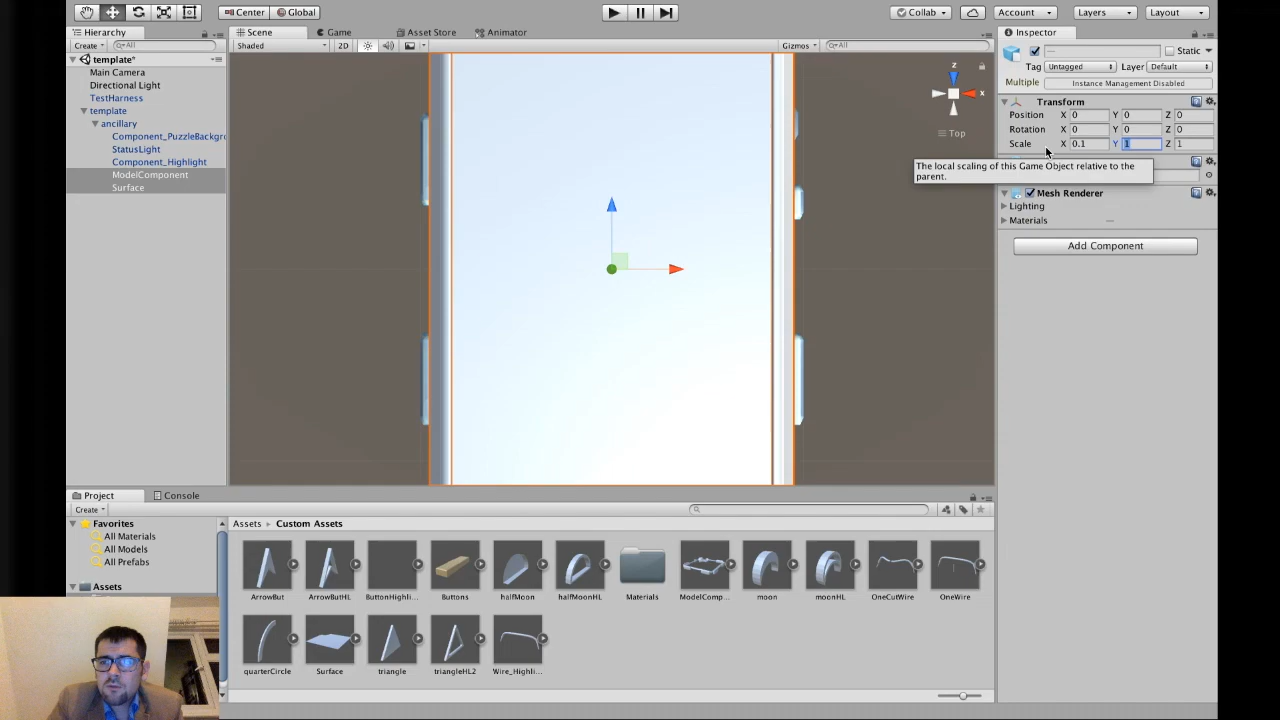 Center Global Collab Account Layers Layout
Hierarchy Scene Game Asset Store Animator Inspector
Create All Shaded 2D Gizmos All Static
template*
Main Camera
Directional Light
TestHarness
template
ancillary
Component_PuzzleBackgr
StatusLight
Component_Highlight
ModelComponent
Surface
z
x
Top
Tag Untagged Layer Default
Multiple Instance Management Disabled
Transform
Position X 0 Y 0 Z 0
Rotation X 0 Y 0 Z 0
Scale X 0.1 Y 1 Z 1
The local scaling of this Game Object relative to the
parent.
Mesh Renderer
Lighting
Materials —
Add Component
Project Console
Create
Favorites
All Materials
All Models
All Prefabs
Assets
Assets Custom Assets
ArrowBut ArrowButHL ButtonHighli... Buttons halfMoon halfMoonHL Materials ModelComp... moon moonHL OneCutWire OneWire
quarterCircle Surface triangle triangleHL2 Wire_Highli...